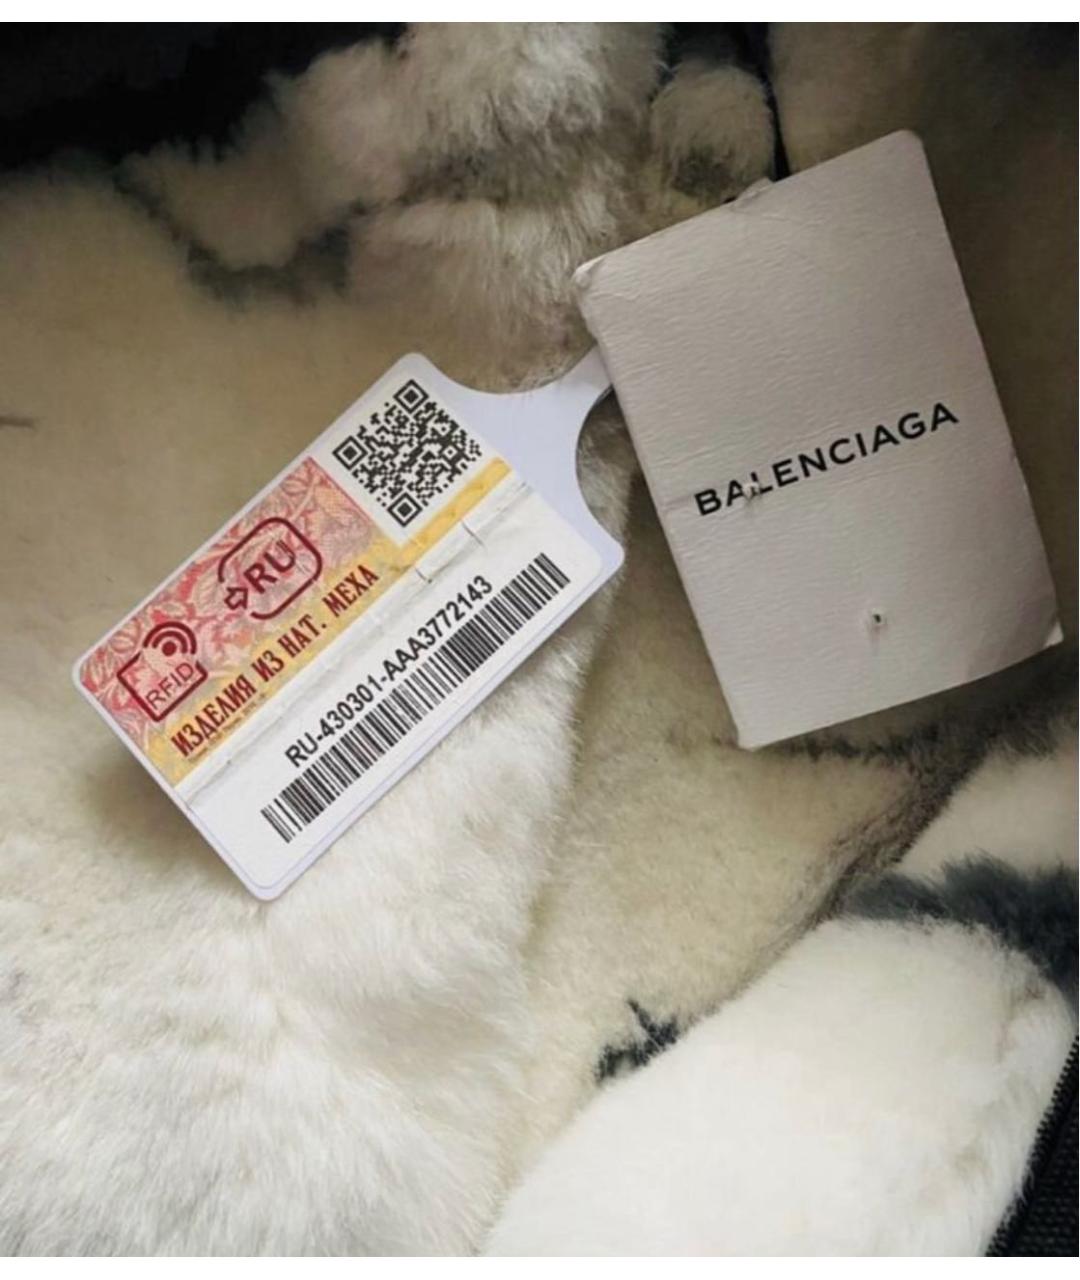 RU
RFID
ИЗДЕЛИЯ ИЗ НАТ. МЕХА
RU-430301-AAA3772143
BALENCIAGA